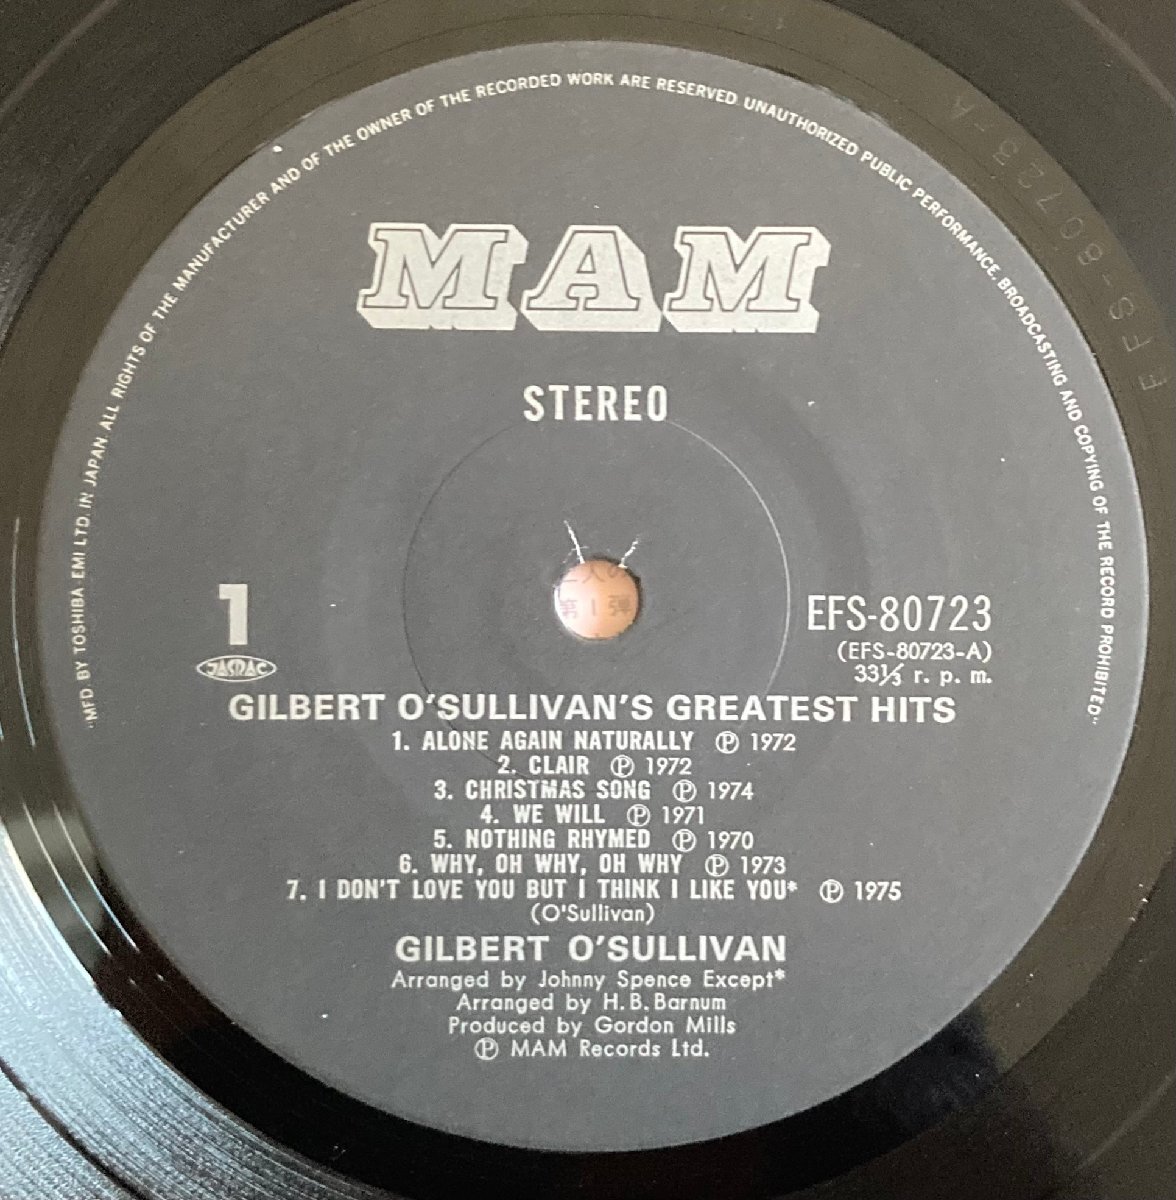 "MFD. BY TOSHIBA-EMI LTD. IN JAPAN. ALL RIGHTS OF THE MANUFACTURER AND OF THE OWNER OF THE RECORDED WORK ARE RESERVED. UNAUTHORIZED PUBLIC PERFORMANCE, BROADCASTING AND COPYING OF THE RECORD PROHIBITED"
EFS-80723-A
MAM
STEREO
第1弾
1
JASRAC
EFS-80723
(EFS-80723-A)
33⅓ r. p. m.
GILBERT O'SULLIVAN'S GREATEST HITS
1. ALONE AGAIN NATURALLY ℗ 1972
2. CLAIR ℗ 1972
3. CHRISTMAS SONG ℗ 1974
4. WE WILL ℗ 1971
5. NOTHING RHYMED ℗ 1970
6. WHY, OH WHY, OH WHY ℗ 1973
7. I DON'T LOVE YOU BUT I THINK I LIKE YOU* ℗ 1975
(O'Sullivan)
GILBERT O'SULLIVAN
Arranged by Johnny Spence Except*
Arranged by H. B. Barnum
Produced by Gordon Mills
℗ MAM Records Ltd.